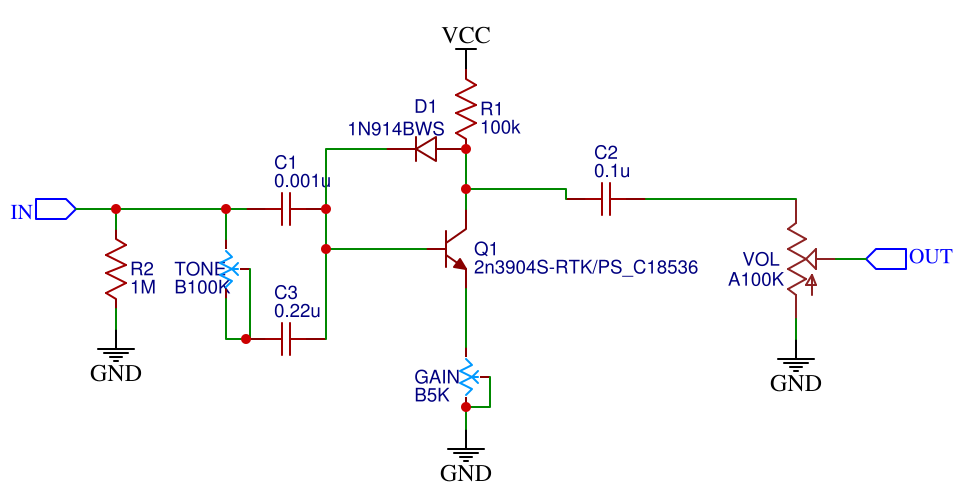 VCC
D1
1N914BWS
R1
100k
C1
0.001u
C2
0.1u
IN
R2
1M
TONE
B100K
Q1
2n3904S-RTK/PS_C18536
VOL
A100K
OUT
C3
0.22u
GND
GAIN
B5K
GND
GND